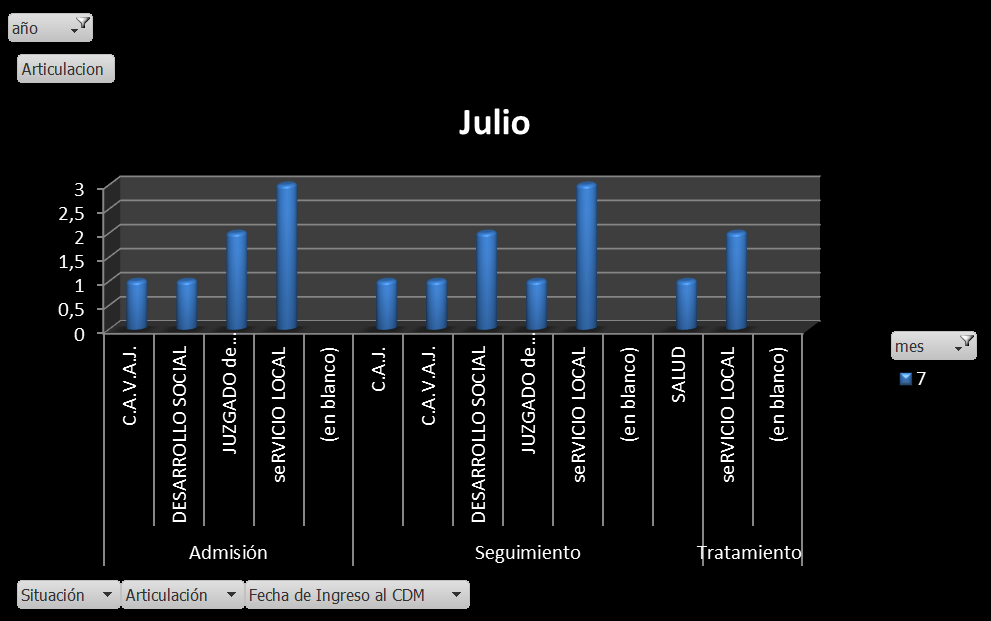 año
Articulacion
Julio
3
2,5
2
1,5
1
0,5
0
C.A.V.A.J.
DESARROLLO SOCIAL
JUZGADO de...
seRVICIO LOCAL
(en blanco)
C.A.J.
C.A.V.A.J.
DESARROLLO SOCIAL
JUZGADO de...
seRVICIO LOCAL
(en blanco)
SALUD
seRVICIO LOCAL
(en blanco)
Admisión
Seguimiento
Tratamiento
mes
7
Situación
Articulación
Fecha de Ingreso al CDM